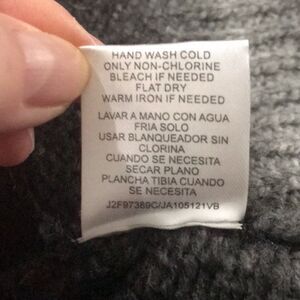 HAND WASH COLD
ONLY NON-CHLORINE
BLEACH IF NEEDED
FLAT DRY
WARM IRON IF NEEDED
LAVAR A MANO CON AGUA
FRIA SOLO
USAR BLANQUEADOR SIN
CLORINA
CUANDO SE NECESITA
SECAR PLANO
PLANCHA TIBIA CUANDO
SE NECESITA
J2F97389C/JA105121VB